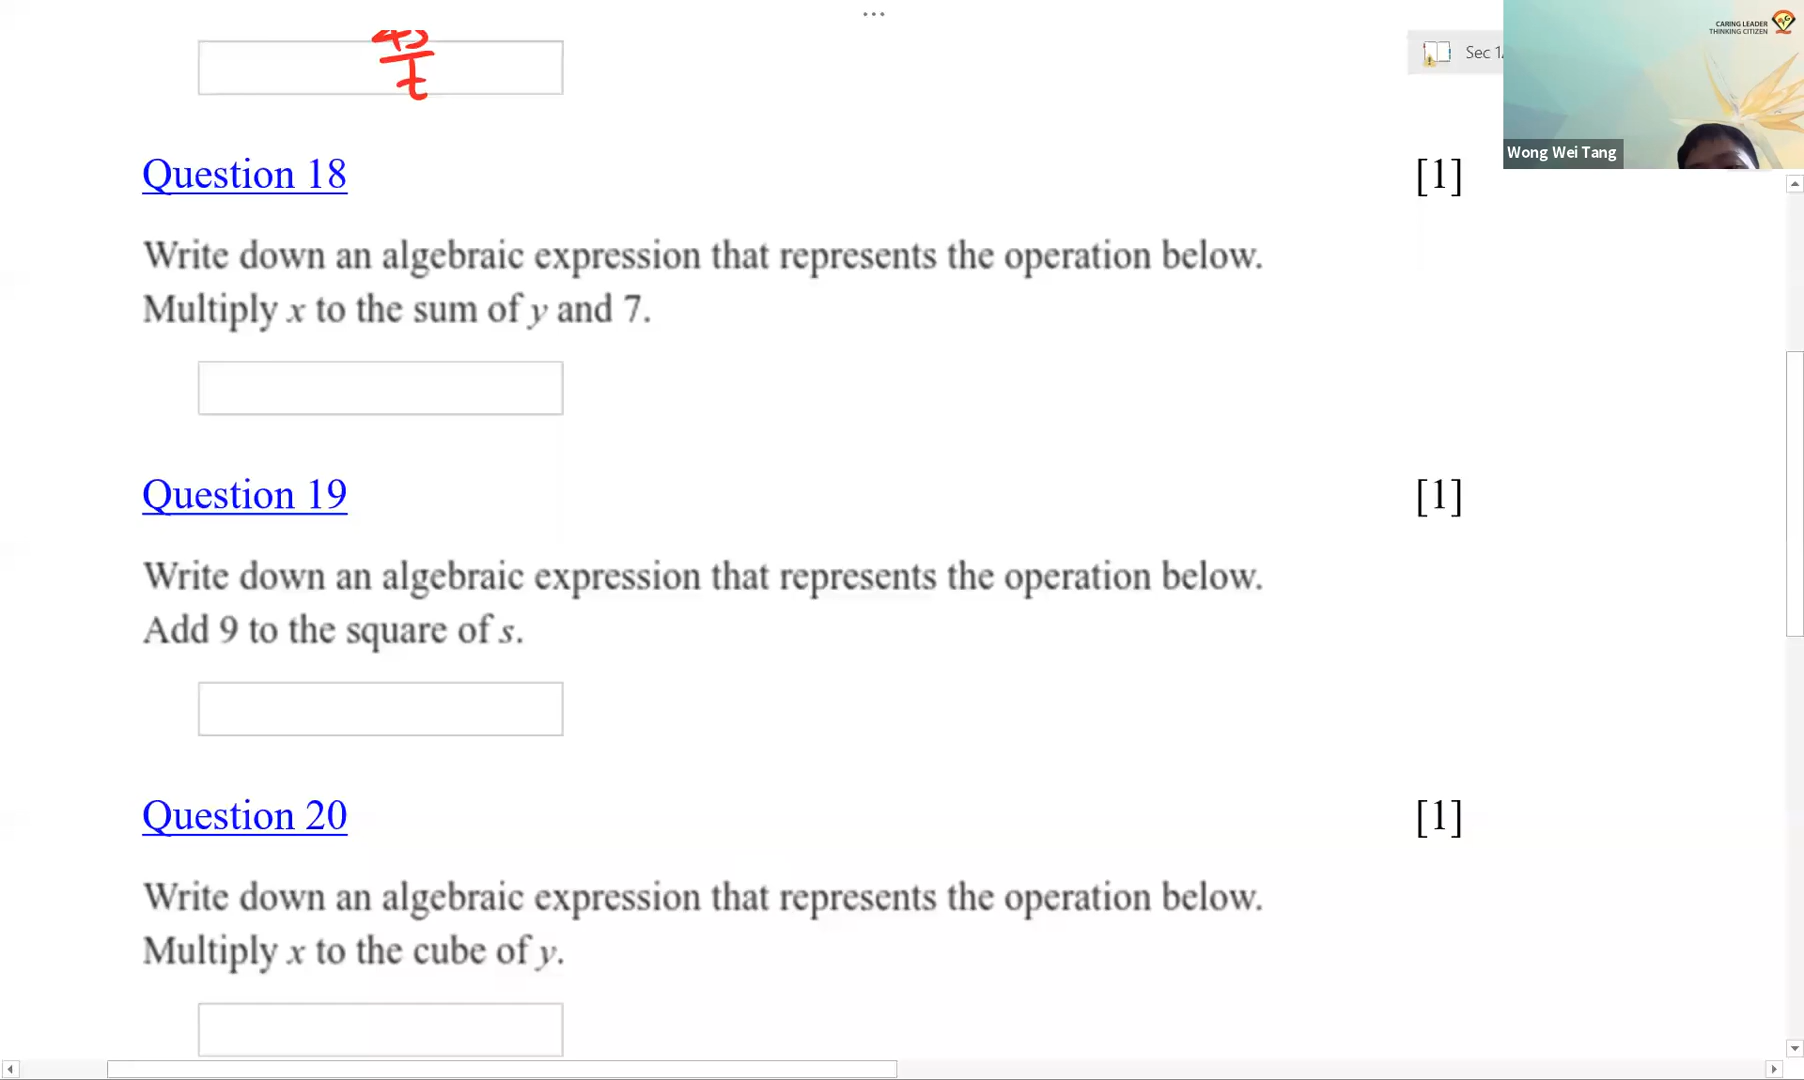 ...
4s
t
CARING LEADER
THINKING CITIZEN
Sec 1
Wong Wei Tang
Question 18
[1]
Write down an algebraic expression that represents the operation below.
Multiply x to the sum of y and 7.
Question 19
[1]
Write down an algebraic expression that represents the operation below.
Add 9 to the square of s.
Question 20
[1]
Write down an algebraic expression that represents the operation below.
Multiply x to the cube of y.